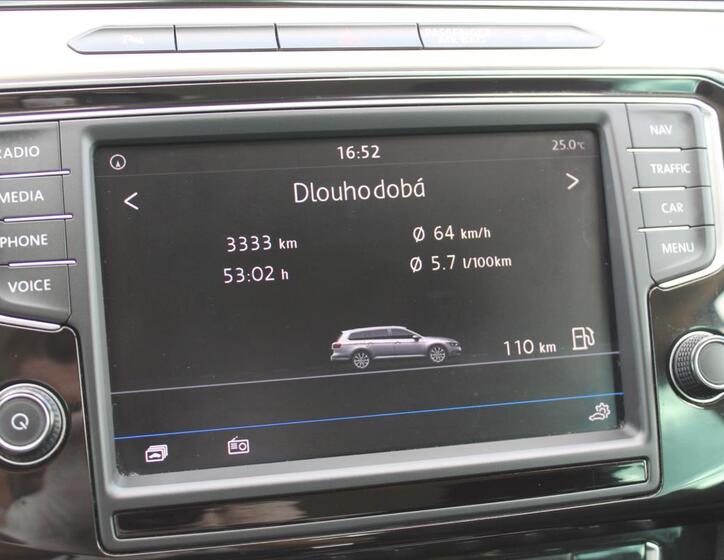 RADIO
MEDIA
PHONE
VOICE
16:52
25.0°C
Dlouhodobá
3333 km
Ø 64 km/h
53:02 h
Ø 5.7 l/100km
110 km
NAV
TRAFFIC
CAR
MENU